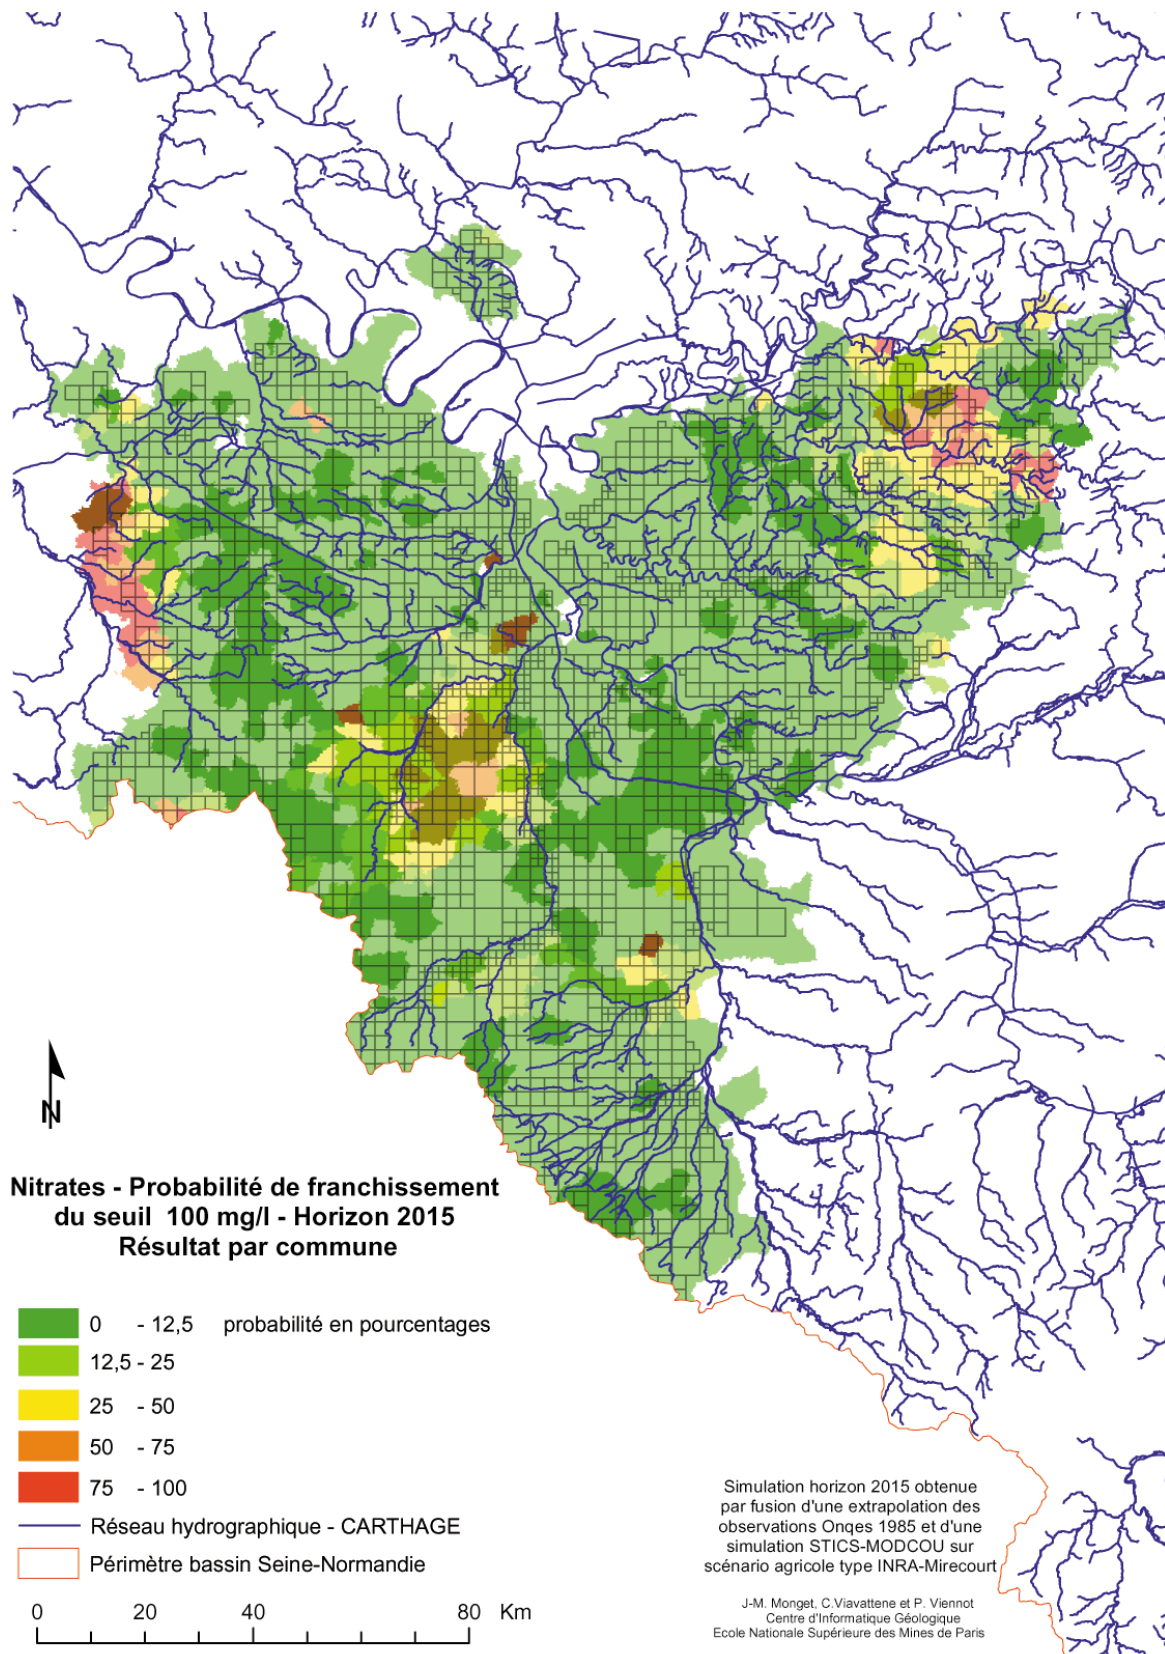 N
Nitrates - Probabilité de franchissement
du seuil 100 mg/l - Horizon 2015
Résultat par commune
0 - 12,5 probabilité en pourcentages
12,5 - 25
25 - 50
50 - 75
75 - 100
Réseau hydrographique - CARTHAGE
Périmètre bassin Seine-Normandie
0 20 40 80 Km
Simulation horizon 2015 obtenue
par fusion d'une extrapolation des
observations Onqes 1985 et d'une
simulation STICS-MODCOU sur
scénario agricole type INRA-Mirecourt
J-M. Monget, C.Viavattene et P. Viennot
Centre d'Informatique Géologique
Ecole Nationale Supérieure des Mines de Paris